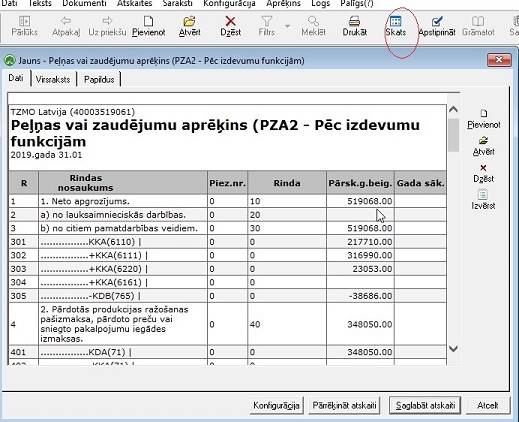 Dati Teksts Dokumenti Atskaites Saraksti Konfigurācija Aprēķins Logs Palīgs(?)
Pārlūks Atpakaļ Uz priekšu Pievienot Atvērt Dzēst Filtrs Meklēt Drukāt Skats Apstiprināt Grāmatot
Jauns - Peļņas vai zaudējumu aprēķins (PZA2 - Pēc izdevumu funkcijām)
Dati Virsraksts Papildus
TZMO Latvija (40003519061)
Peļņas vai zaudējumu aprēķins (PZA2 - Pēc izdevumu
funkcijām
2019.gada 31.01
R Rindas nosaukums Piez.nr. Rinda Pārsk.g.beig. Gada sāk.
1 1. Neto apgrozījums. 0 10 519068.00
2 a) no lauksaimnieciskās darbības. 0 20
3 b) no citiem pamatdarbības veidiem. 0 30 519068.00
301 ................KKA(6110) | 0 0 217710.00
302 ................+KKA(6111) | 0 0 316990.00
303 ................+KKA(6220) | 0 0 23053.00
304 ................+KKA(6161) | 0 0
305 ................-KDB(765) | 0 0 -38686.00
4 2. Pārdotās produkcijas ražošanas
pašizmaksa, pārdoto preču vai
sniegto pakalpojumu iegādes
izmaksas. 0 40 348050.00
401 ................KDA(71) | 0 0 348050.00
Pievienot
Atvērt
Dzēst
Izvērst
Konfigurācija Pārrēķināt atskaiti Saglabāt atskaiti Atcelt